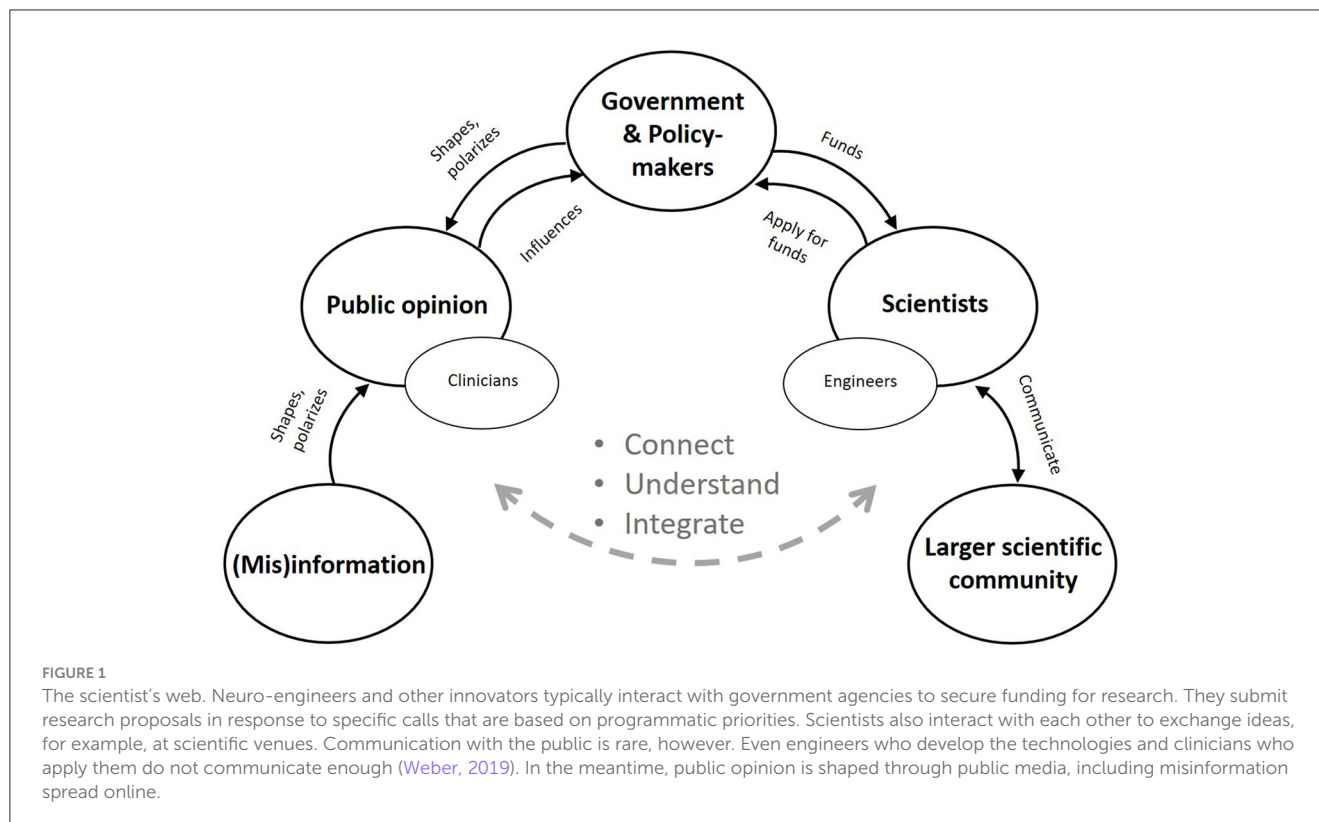 Government
& Policy-
makers
Shapes,
polarizes
Funds
Influences
Apply for
funds
Public opinion
Scientists
Clinicians
Engineers
Shapes,
polarizes
Communicate
• Connect
• Understand
• Integrate
(Mis)information
Larger scientific
community
FIGURE 1
The scientist’s web. Neuro-engineers and other innovators typically interact with government agencies to secure funding for research. They submit
research proposals in response to specific calls that are based on programmatic priorities. Scientists also interact with each other to exchange ideas,
for example, at scientific venues. Communication with the public is rare, however. Even engineers who develop the technologies and clinicians who
apply them do not communicate enough (Weber, 2019). In the meantime, public opinion is shaped through public media, including misinformation
spread online.